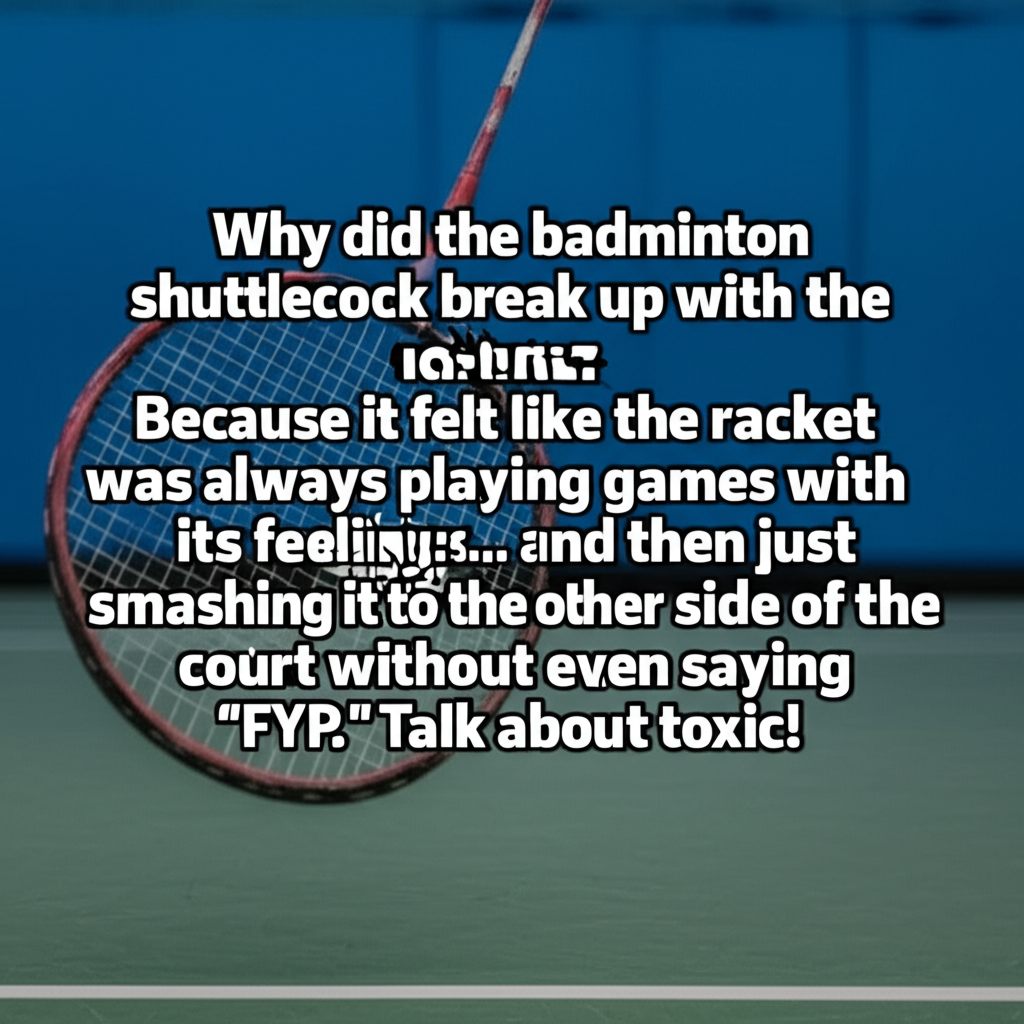 Why did the badminton
shuttlecock break up with the
Because it felt like the racket
was always playing games with
its feelings... and then just
smashing it to the other side of the
court without even saying
“FYP.” Talk about toxic!